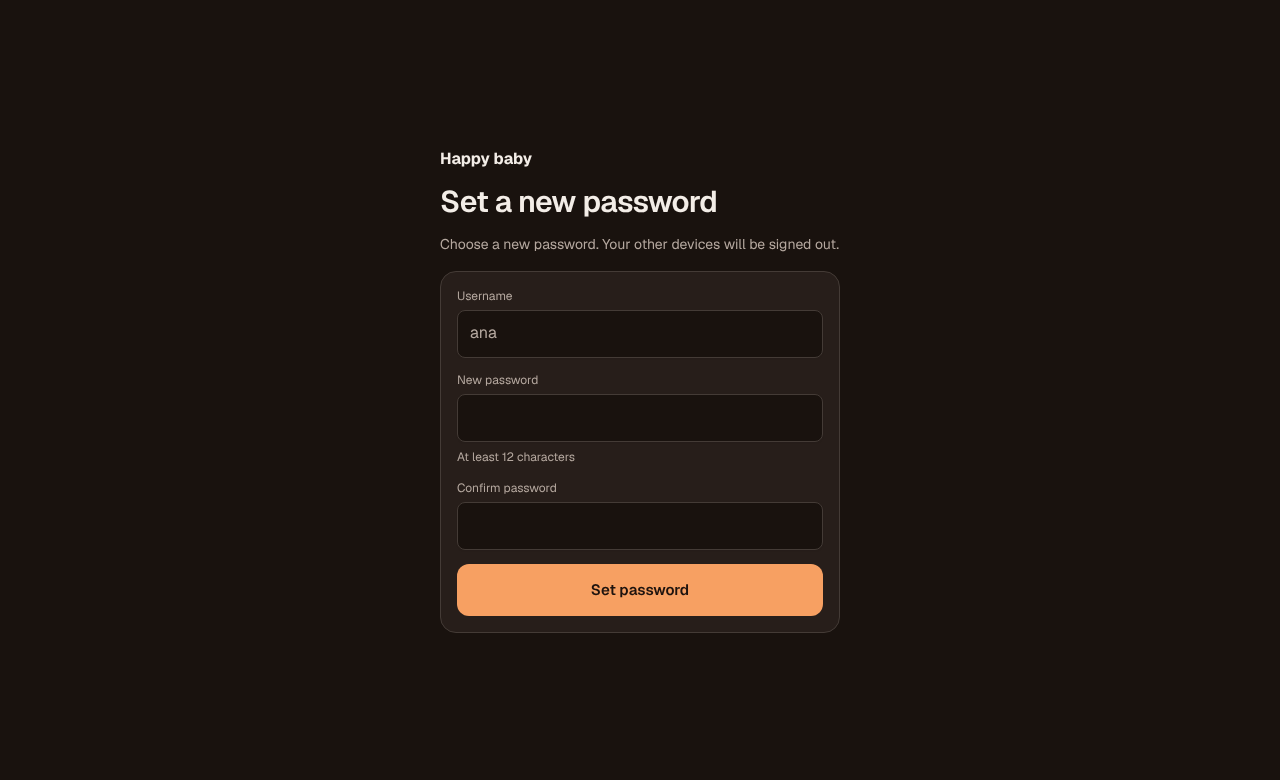 Happy baby
Set a new password
Choose a new password. Your other devices will be signed out.
Username
ana
New password
At least 12 characters
Confirm password
Set password